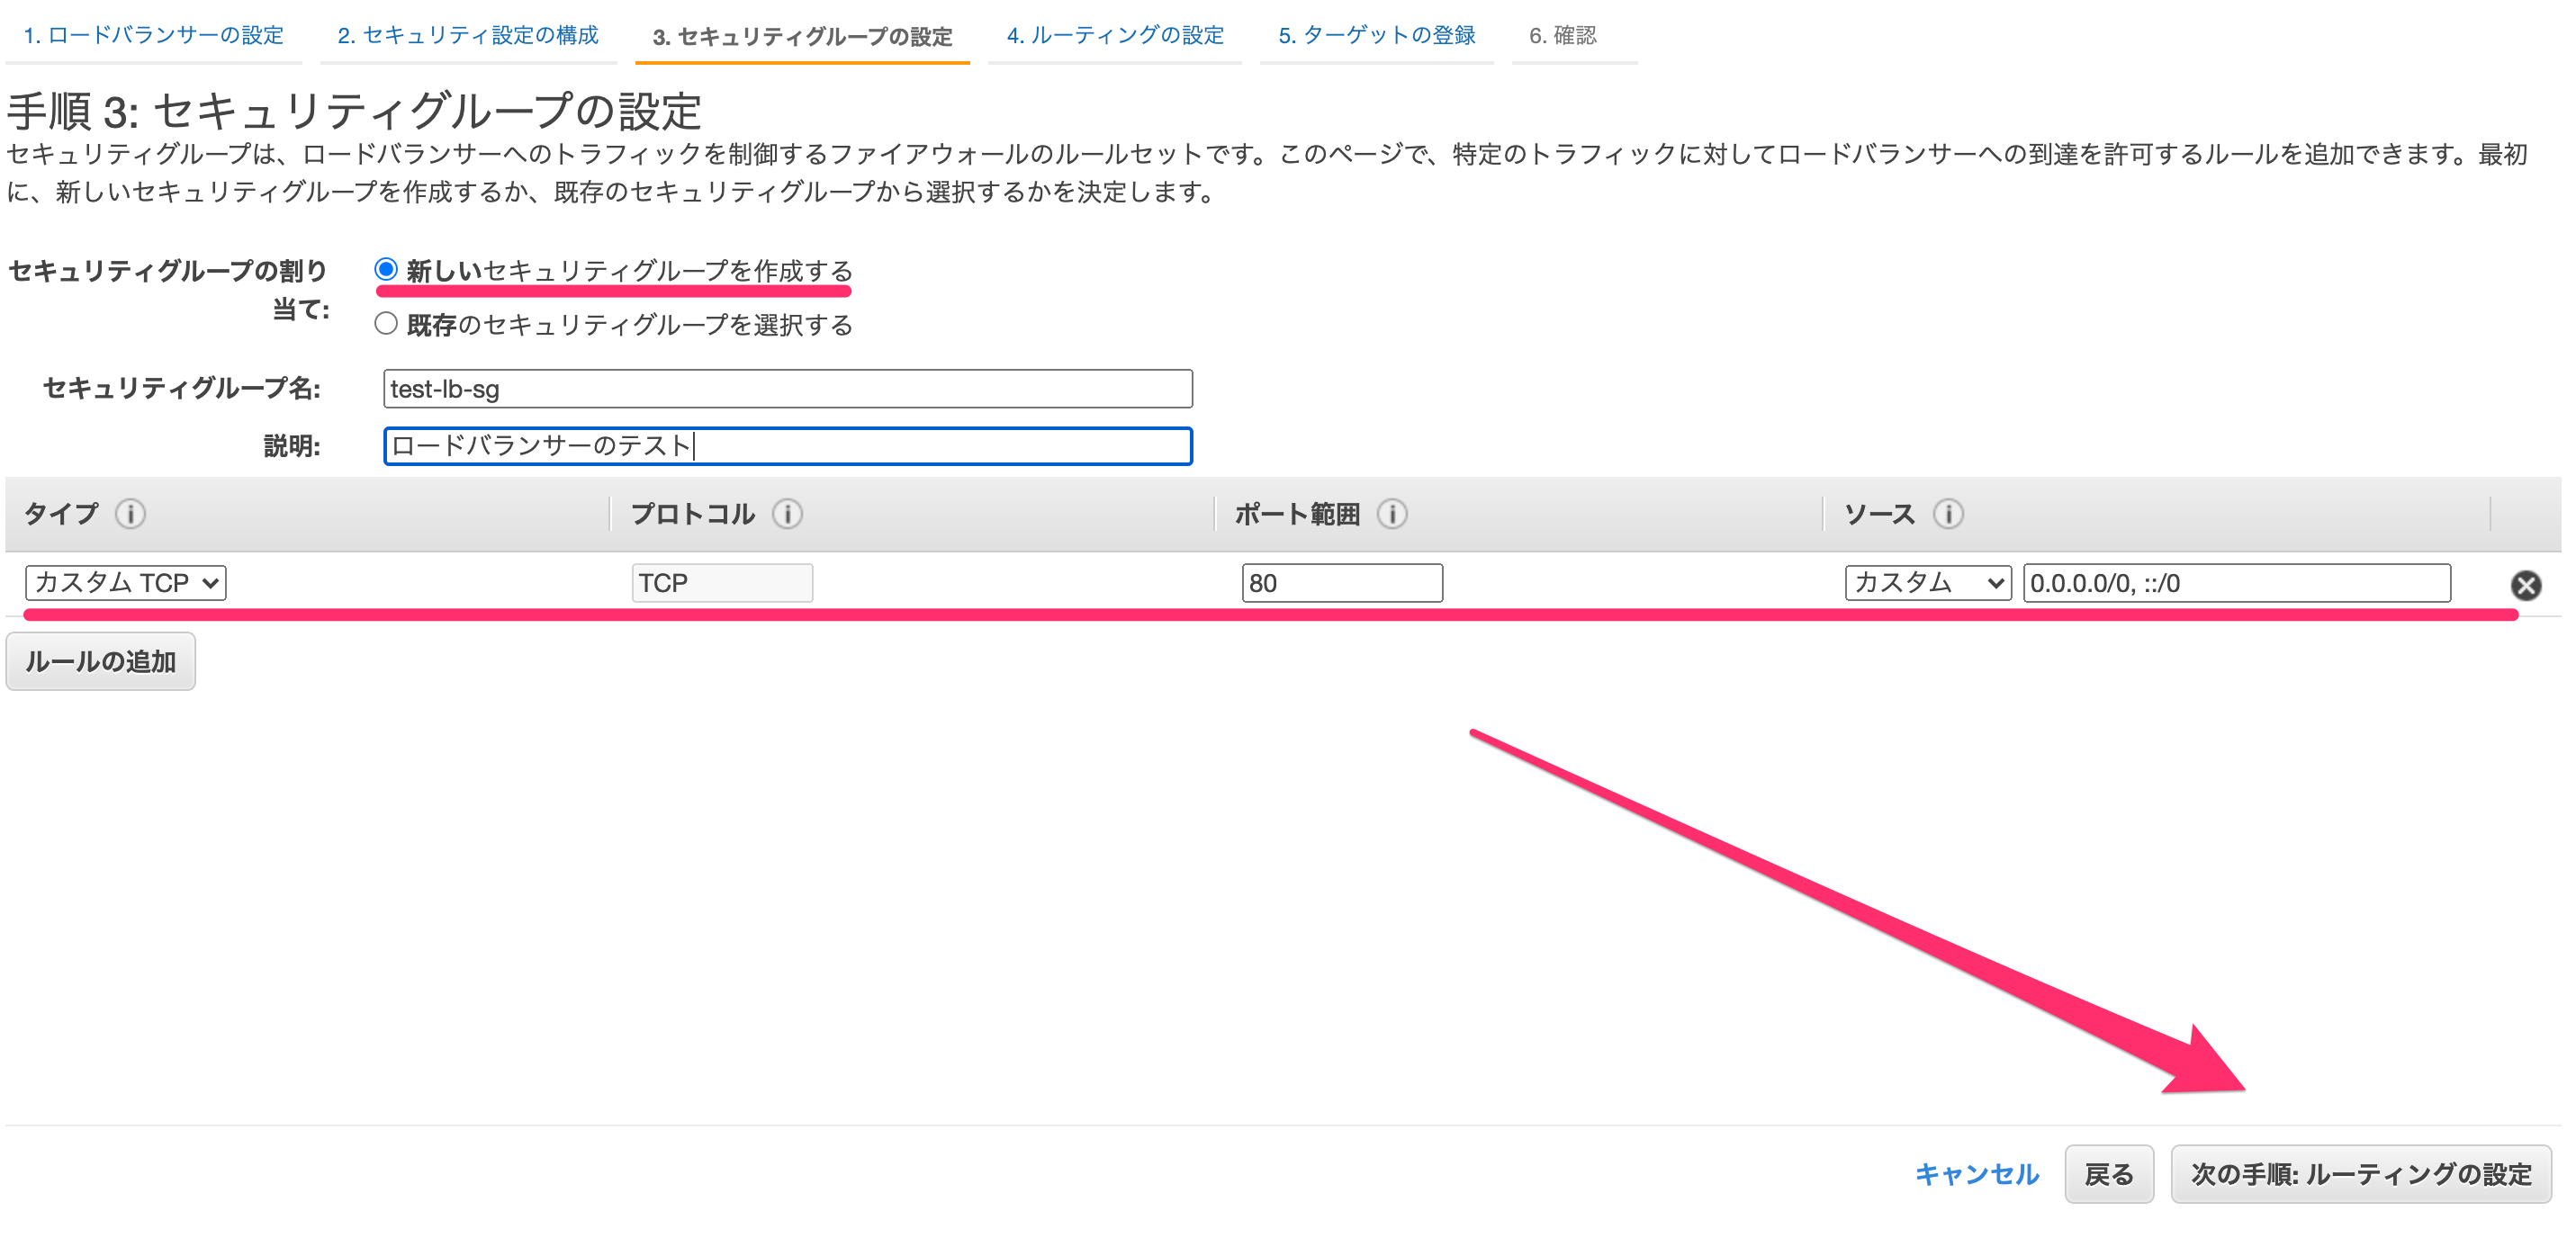 1. ロードバランサーの設定 2. セキュリティ設定の構成 3. セキュリティグループの設定 4. ルーティングの設定 5. ターゲットの登録 6. 確認
手順 3: セキュリティグループの設定
セキュリティグループは、ロードバランサーへのトラフィックを制御するファイアウォールのルールセットです。このページで、特定のトラフィックに対してロードバランサーへの到達を許可するルールを追加できます。最初
に、新しいセキュリティグループを作成するか、既存のセキュリティグループから選択するかを決定します。
セキュリティグループの割り
当て:
新しいセキュリティグループを作成する
既存のセキュリティグループを選択する
セキュリティグループ名: test-lb-sg
説明: ロードバランサーのテスト
タイプ i プロトコル i ポート範囲 i ソース i
カスタム TCP TCP 80 カスタム 0.0.0.0/0, ::/0
ルールの追加
キャンセル 戻る 次の手順: ルーティングの設定